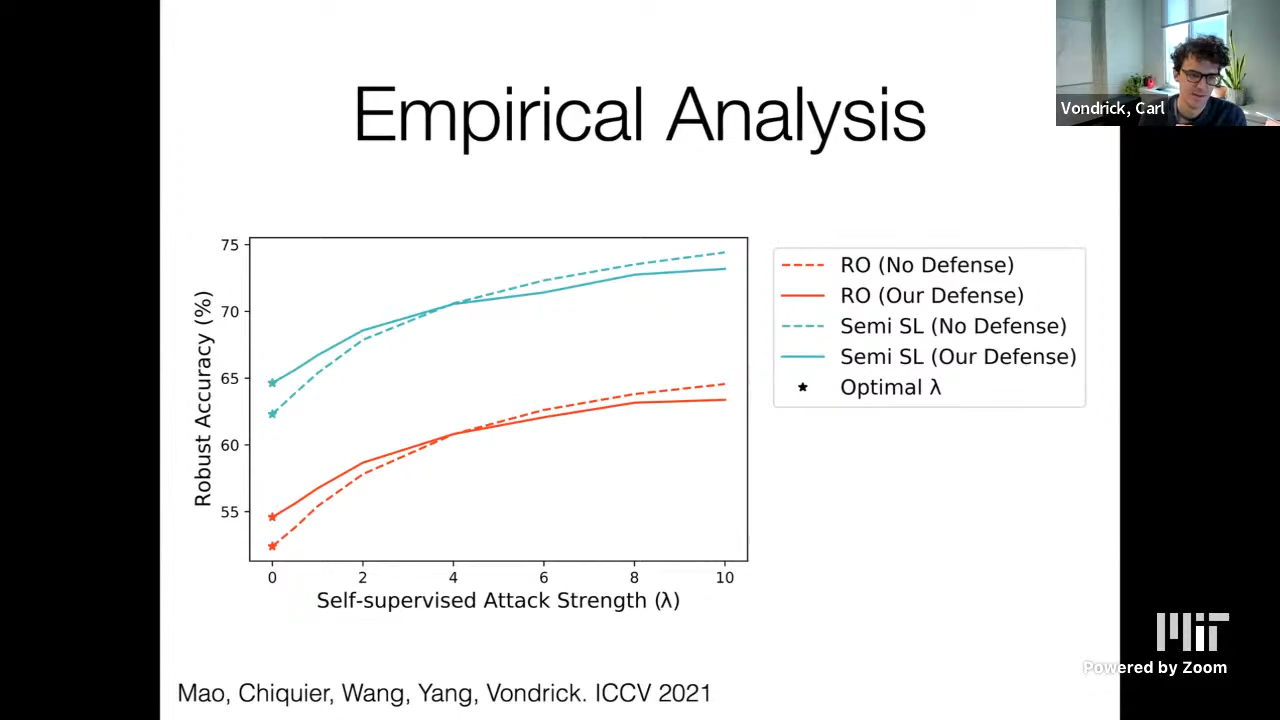 Empirical Analysis
Vondrick, Carl
75
70
65
60
55
Robust Accuracy (%)
0 2 4 6 8 10
Self-supervised Attack Strength (λ)
RO (No Defense)
RO (Our Defense)
Semi SL (No Defense)
Semi SL (Our Defense)
Optimal λ
MIT
Powered by Zoom
Mao, Chiquier, Wang, Yang, Vondrick. ICCV 2021